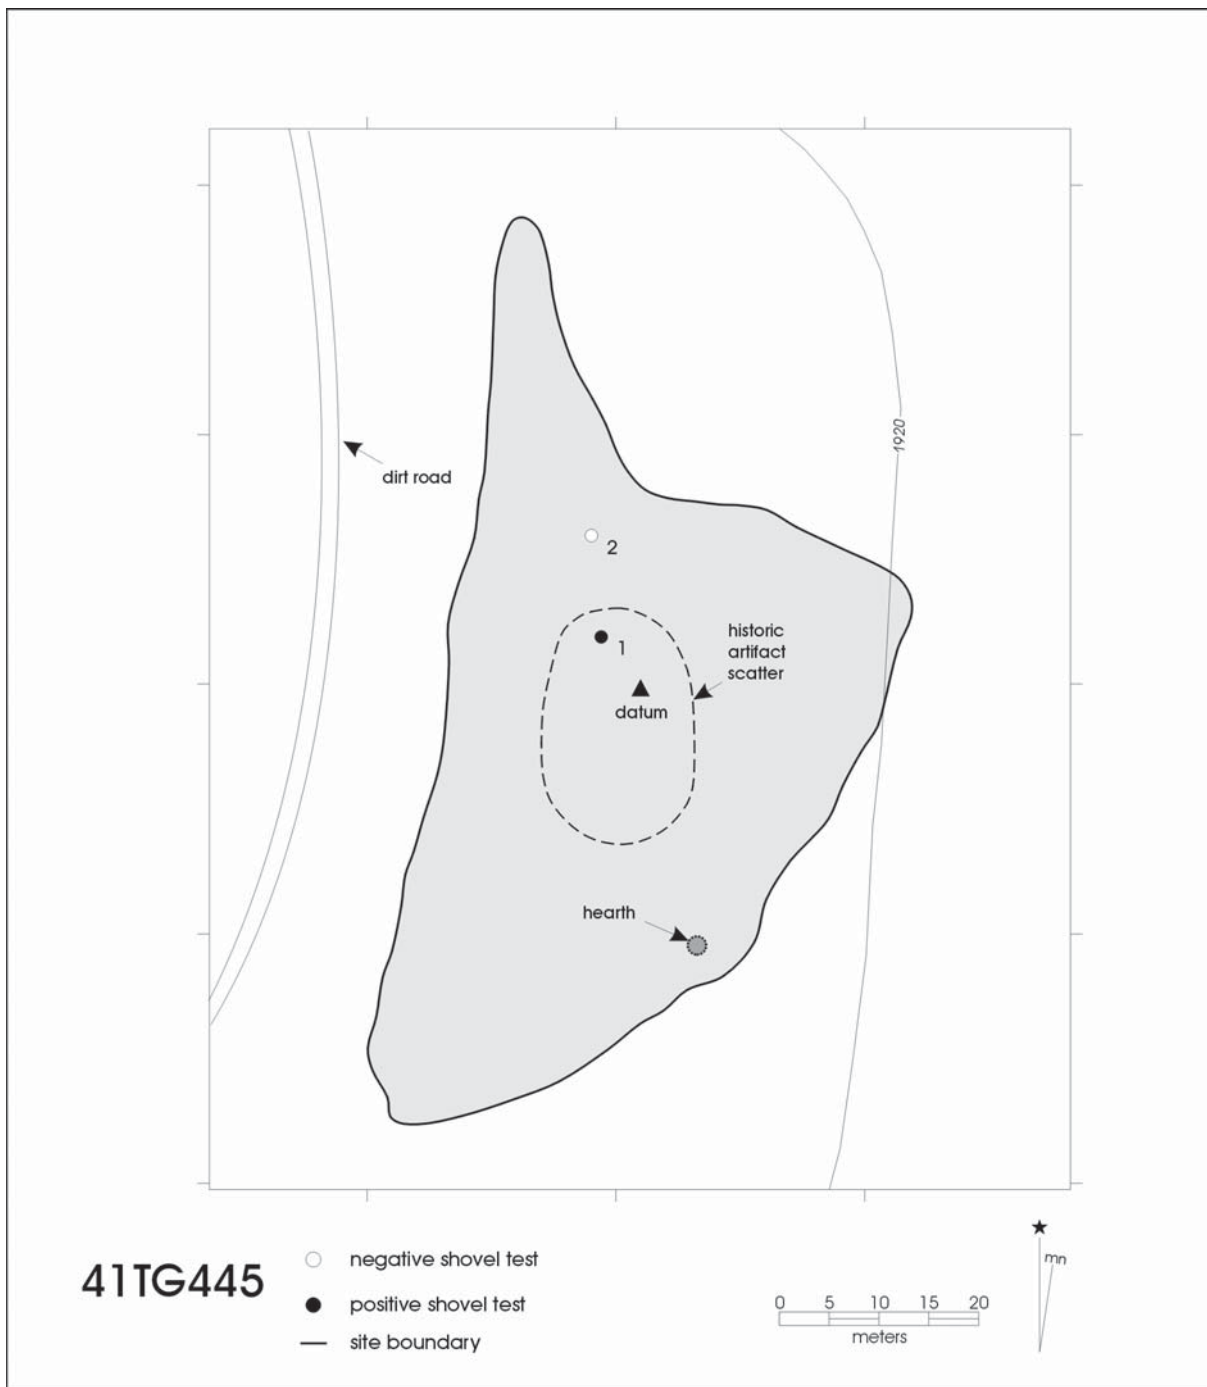 1920
dirt road
2
historic
artifact
scatter
1
datum
hearth
41TG445
negative shovel test
positive shovel test
site boundary
0 5 10 15 20
meters
mn